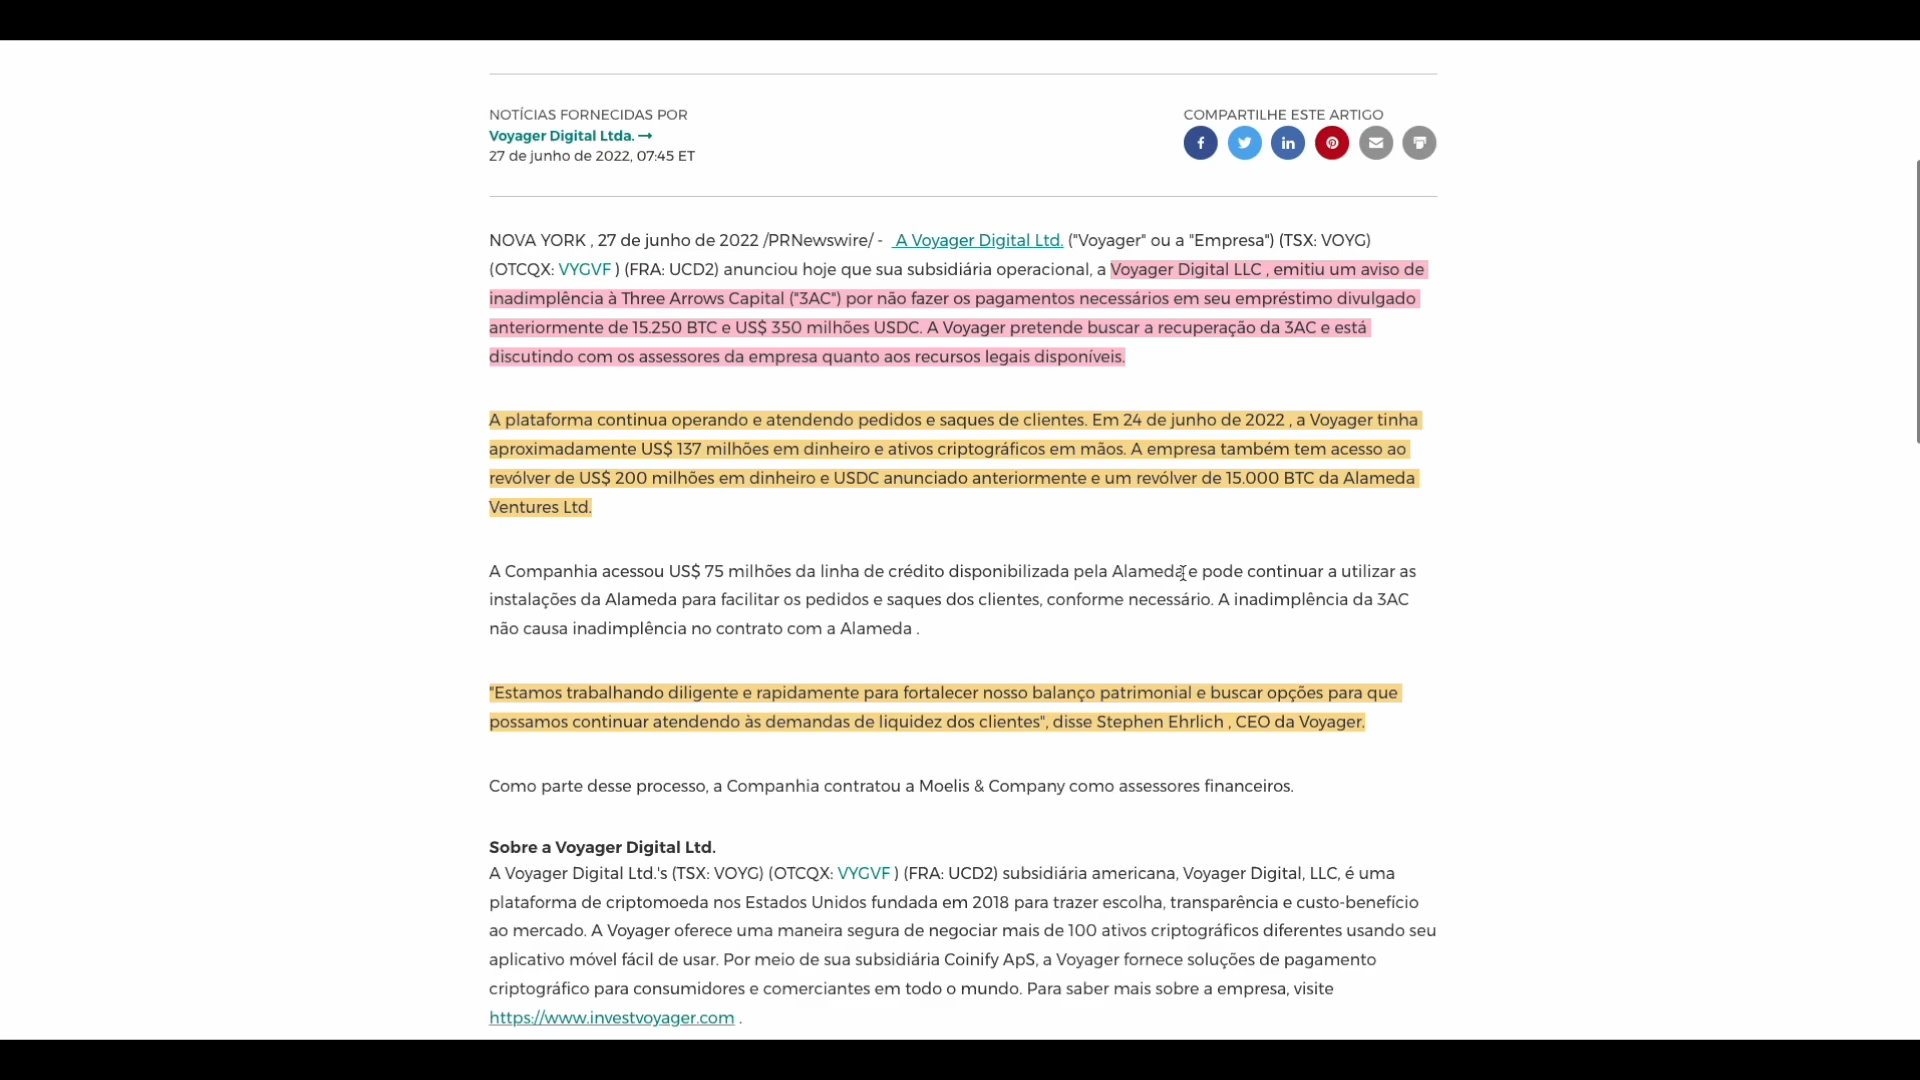 NOTÍCIAS FORNECIDAS POR
Voyager Digital Ltda. →
27 de junho de 2022, 07:45 ET
COMPARTILHE ESTE ARTIGO
NOVA YORK , 27 de junho de 2022 /PRNewswire/ - A Voyager Digital Ltd. ("Voyager" ou a "Empresa") (TSX: VOYG)
(OTCQX: VYGVF ) (FRA: UCD2) anunciou hoje que sua subsidiária operacional, a Voyager Digital LLC , emitiu um aviso de
inadimplência à Three Arrows Capital ("3AC") por não fazer os pagamentos necessários em seu empréstimo divulgado
anteriormente de 15.250 BTC e US$ 350 milhões USDC. A Voyager pretende buscar a recuperação da 3AC e está
discutindo com os assessores da empresa quanto aos recursos legais disponíveis.
A plataforma continua operando e atendendo pedidos e saques de clientes. Em 24 de junho de 2022 , a Voyager tinha
aproximadamente US$ 137 milhões em dinheiro e ativos criptográficos em mãos. A empresa também tem acesso ao
revólver de US$ 200 milhões em dinheiro e USDC anunciado anteriormente e um revólver de 15.000 BTC da Alameda
Ventures Ltd.
A Companhia acessou US$ 75 milhões da linha de crédito disponibilizada pela Alameda e pode continuar a utilizar as
instalações da Alameda para facilitar os pedidos e saques dos clientes, conforme necessário. A inadimplência da 3AC
não causa inadimplência no contrato com a Alameda .
"Estamos trabalhando diligente e rapidamente para fortalecer nosso balanço patrimonial e buscar opções para que
possamos continuar atendendo às demandas de liquidez dos clientes", disse Stephen Ehrlich , CEO da Voyager.
Como parte desse processo, a Companhia contratou a Moelis & Company como assessores financeiros.
Sobre a Voyager Digital Ltd.
A Voyager Digital Ltd.'s (TSX: VOYG) (OTCQX: VYGVF ) (FRA: UCD2) subsidiária americana, Voyager Digital, LLC, é uma
plataforma de criptomoeda nos Estados Unidos fundada em 2018 para trazer escolha, transparência e custo-benefício
ao mercado. A Voyager oferece uma maneira segura de negociar mais de 100 ativos criptográficos diferentes usando seu
aplicativo móvel fácil de usar. Por meio de sua subsidiária Coinify ApS, a Voyager fornece soluções de pagamento
criptográfico para consumidores e comerciantes em todo o mundo. Para saber mais sobre a empresa, visite
https://www.investvoyager.com .